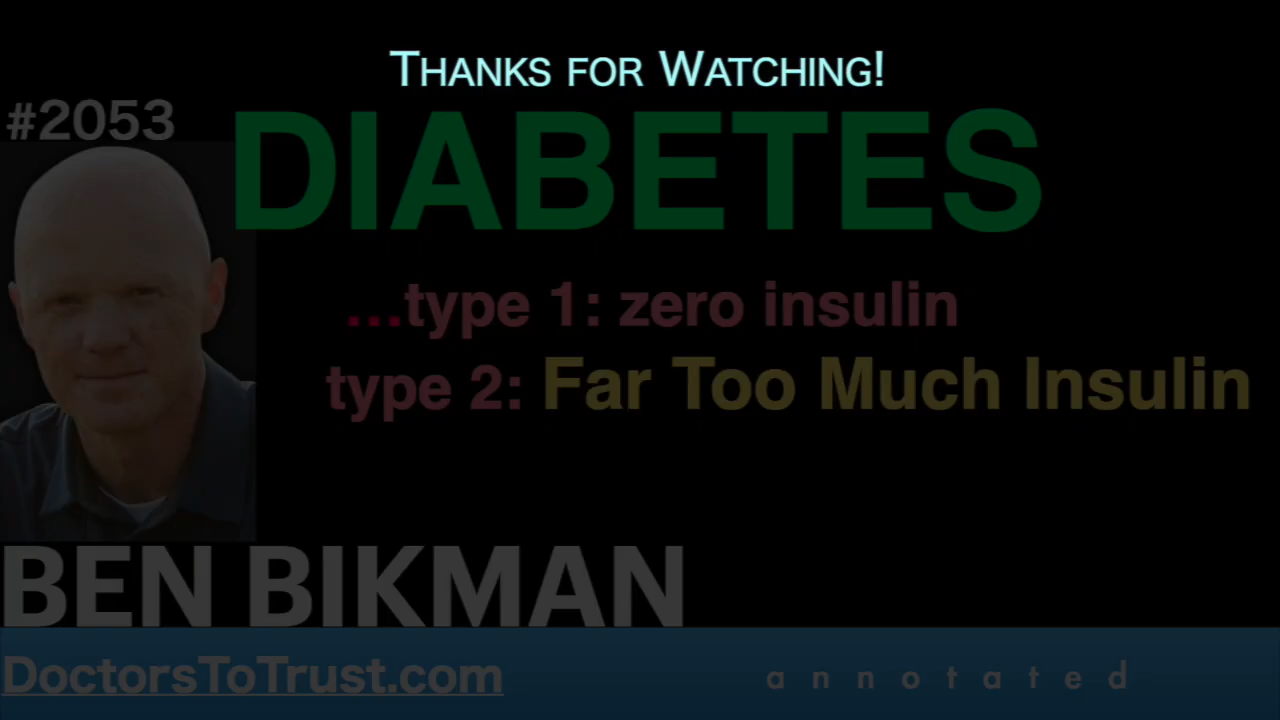 Thanks for Watching!
#2053
DIABETES
...type 1: zero insulin
type 2: Far Too Much Insulin
BEN BIKMAN
DoctorsToTrust.com
annotated